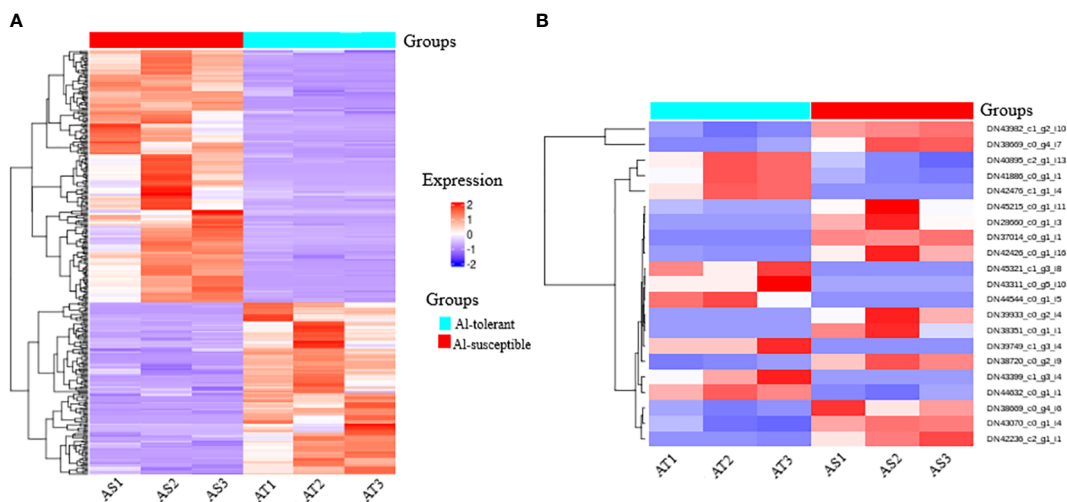 A
Groups
Expression
2
1
0
-1
-2
Groups
Al-tolerant
Al-susceptible
AS1
AS2
AS3
AT1
AT2
AT3
B
Groups
DN43982_c1_g2_i10
DN38669_c0_g4_i7
DN40895_c2_g1_i13
DN41886_c0_g1_i1
DN42476_c1_g1_i4
DN45215_c0_g1_i11
DN29660_c0_g1_i3
DN37014_c0_g1_i1
DN42426_c0_g1_i16
DN45321_c1_g3_i8
DN43311_c0_g5_i10
DN44544_c0_g1_i5
DN39933_c0_g2_i4
DN38351_c0_g1_i1
DN39749_c1_g3_i4
DN38720_c0_g2_i9
DN43399_c1_g3_i4
DN44632_c0_g1_i1
DN38669_c0_g4_i6
DN43070_c0_g1_i4
DN42236_c2_g1_i1
AT1
AT2
AT3
AS1
AS2
AS3